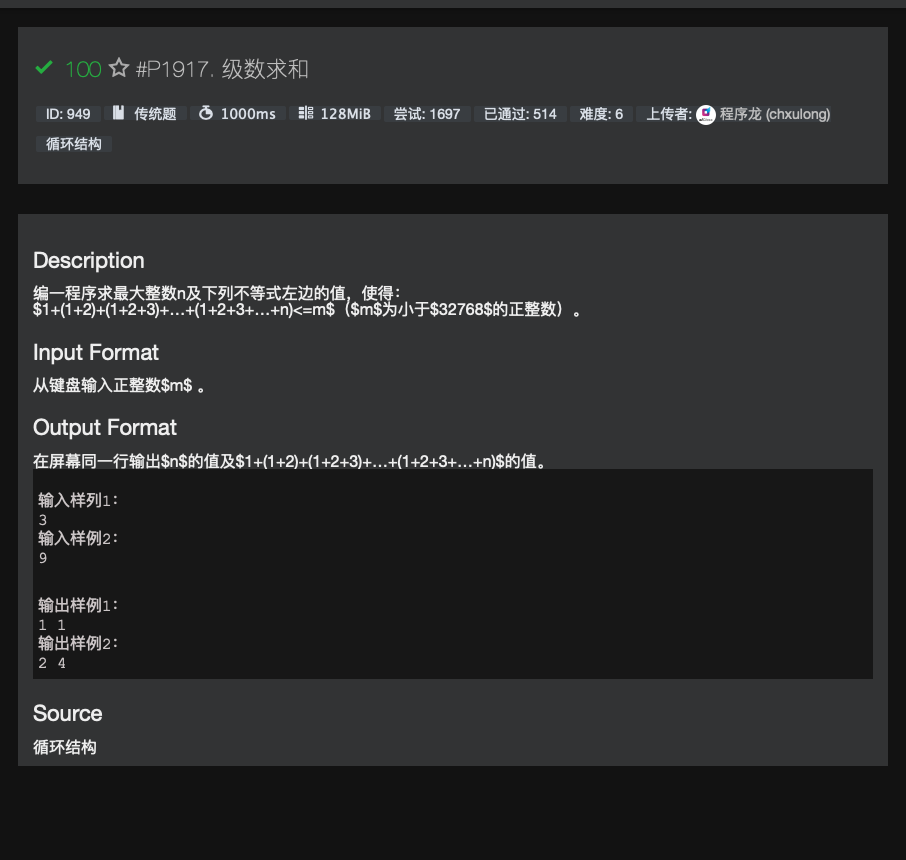 100 #P1917. 级数求和
ID: 949 传统题 1000ms 128MiB 尝试: 1697 已通过: 514 难度: 6 上传者: 程序龙 (chxulong)
循环结构
Description
编一程序求最大整数n及下列不等式左边的值，使得：
$1+(1+2)+(1+2+3)+…+(1+2+3+…+n)<=m$（$m$为小于$32768$的正整数）。
Input Format
从键盘输入正整数$m$ 。
Output Format
在屏幕同一行输出$n$的值及$1+(1+2)+(1+2+3)+…+(1+2+3+…+n)$的值。
输入样列1：
3
输入样例2：
9
输出样例1：
1 1
输出样例2：
2 4
Source
循环结构